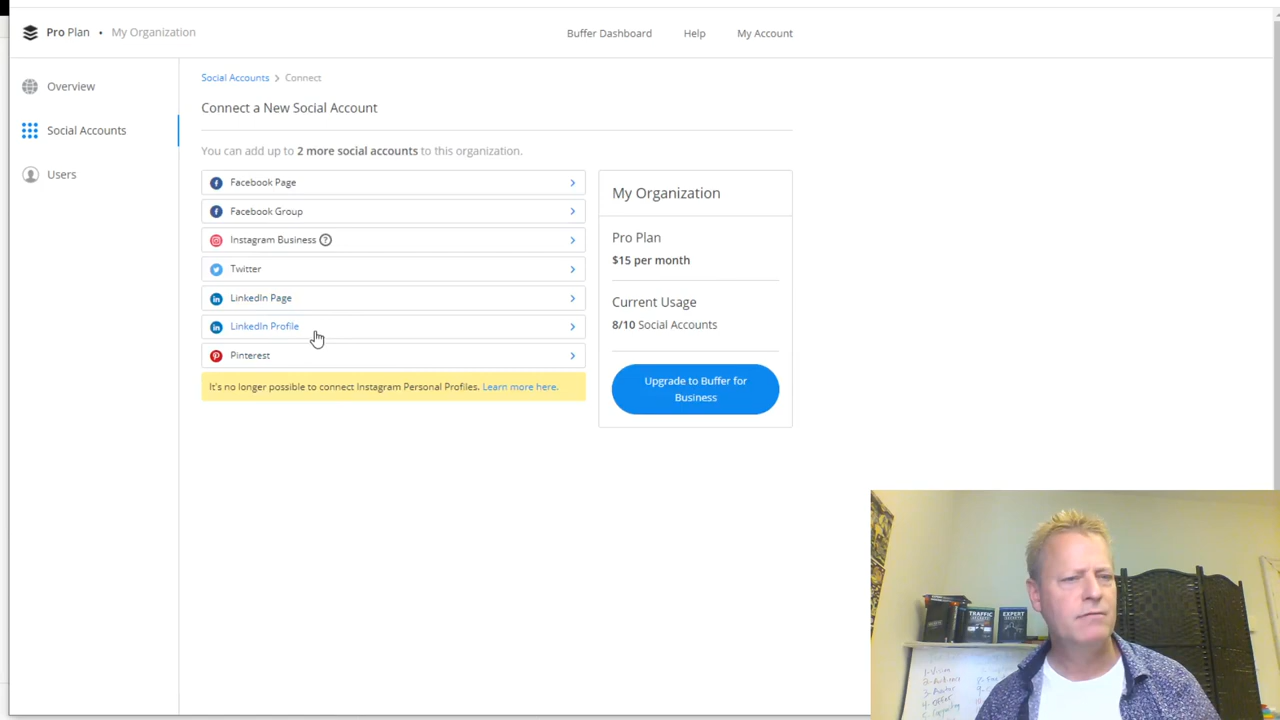 Pro Plan • My Organization
Buffer Dashboard Help My Account
Overview
Social Accounts
Users
Social Accounts > Connect
Connect a New Social Account
You can add up to 2 more social accounts to this organization.
Facebook Page
Facebook Group
Instagram Business ?
Twitter
LinkedIn Page
LinkedIn Profile
Pinterest
It's no longer possible to connect Instagram Personal Profiles. Learn more here.
My Organization
Pro Plan
$15 per month
Current Usage
8/10 Social Accounts
Upgrade to Buffer for
Business
TRAFFIC
EXPERT